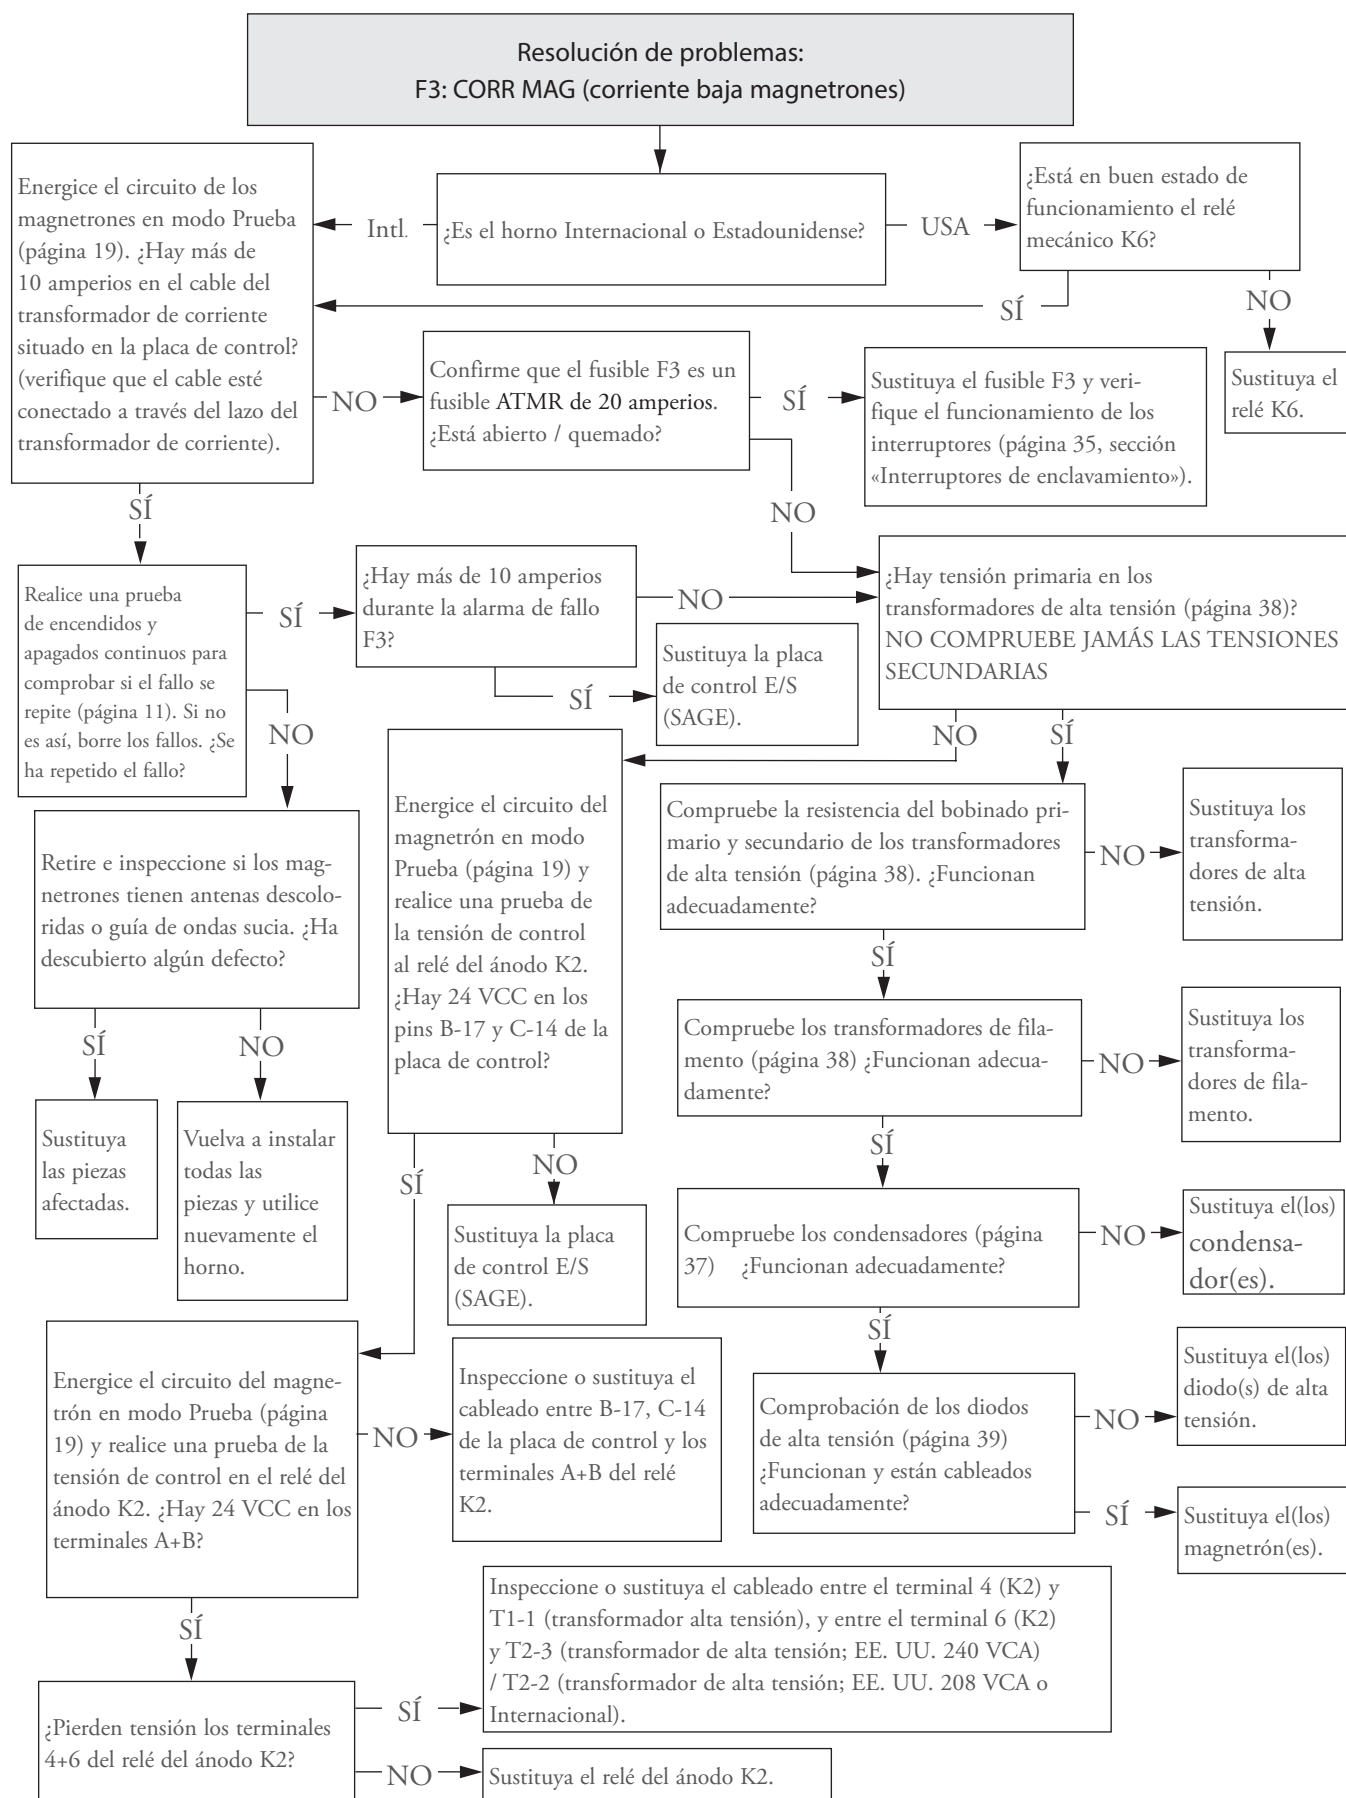 Resolución de problemas:
F3: CORR MAG (corriente baja magnetrones)
Energice el circuito de los
magnetrones en modo Prueba
(página 19). ¿Hay más de
10 amperios en el cable del
transformador de corriente
situado en la placa de control?
(verifique que el cable esté
conectado a través del lazo del
transformador de corriente).
Intl.
¿Es el horno Internacional o Estadounidense?
USA
¿Está en buen estado de
funcionamiento el relé
mecánico K6?
SÍ
NO
Sustituya el
relé K6.
NO
Confirme que el fusible F3 es un
fusible ATMR de 20 amperios.
¿Está abierto / quemado?
SÍ
Sustituya el fusible F3 y veri-
fique el funcionamiento de los
interruptores (página 35, sección
«Interruptores de enclavamiento»).
NO
SÍ
Realice una prueba
de encendidos y
apagados continuos para
comprobar si el fallo se
repite (página 11). Si no
es así, borre los fallos. ¿Se
ha repetido el fallo?
SÍ
¿Hay más de 10 amperios
durante la alarma de fallo
F3?
NO
¿Hay tensión primaria en los
transformadores de alta tensión (página 38)?
NO COMPRUEBE JAMÁS LAS TENSIONES
SECUNDARIAS
SÍ
Sustituya la placa
de control E/S
(SAGE).
NO
NO
SÍ
Retire e inspeccione si los mag-
netrones tienen antenas descolo-
ridas o guía de ondas sucia. ¿Ha
descubierto algún defecto?
Energice el circuito del
magnetrón en modo
Prueba (página 19) y
realice una prueba de
la tensión de control
al relé del ánodo K2.
¿Hay 24 VCC en los
pins B-17 y C-14 de la
placa de control?
Compruebe la resistencia del bobinado pri-
mario y secundario de los transformadores
de alta tensión (página 38). ¿Funcionan
adecuadamente?
NO
Sustituya los
transforma-
dores de alta
tensión.
SÍ
Compruebe los transformadores de fila-
mento (página 38) ¿Funcionan adecua-
damente?
NO
Sustituya los
transforma-
dores de fila-
mento.
SÍ
NO
Sustituya
las piezas
afectadas.
Vuelva a instalar
todas las
piezas y utilice
nuevamente el
horno.
SÍ
NO
Sustituya la placa
de control E/S
(SAGE).
SÍ
Compruebe los condensadores (página
37) ¿Funcionan adecuadamente?
NO
Sustituya el(los)
condensa-
dor(es).
SÍ
Energice el circuito del magne-
trón en modo Prueba (página
19) y realice una prueba de la
tensión de control en el relé del
ánodo K2. ¿Hay 24 VCC en los
terminales A+B?
NO
Inspeccione o sustituya el
cableado entre B-17, C-14
de la placa de control y los
terminales A+B del relé
K2.
Comprobación de los diodos
de alta tensión (página 39)
¿Funcionan y están cableados
adecuadamente?
NO
Sustituya el(los)
diodo(s) de alta
tensión.
SÍ
Sustituya el(los)
magnetrón(es).
SÍ
¿Pierden tensión los terminales
4+6 del relé del ánodo K2?
SÍ
Inspeccione o sustituya el cableado entre el terminal 4 (K2) y
T1-1 (transformador alta tensión), y entre el terminal 6 (K2)
y T2-3 (transformador de alta tensión; EE. UU. 240 VCA)
/ T2-2 (transformador de alta tensión; EE. UU. 208 VCA o
Internacional).
NO
Sustituya el relé del ánodo K2.